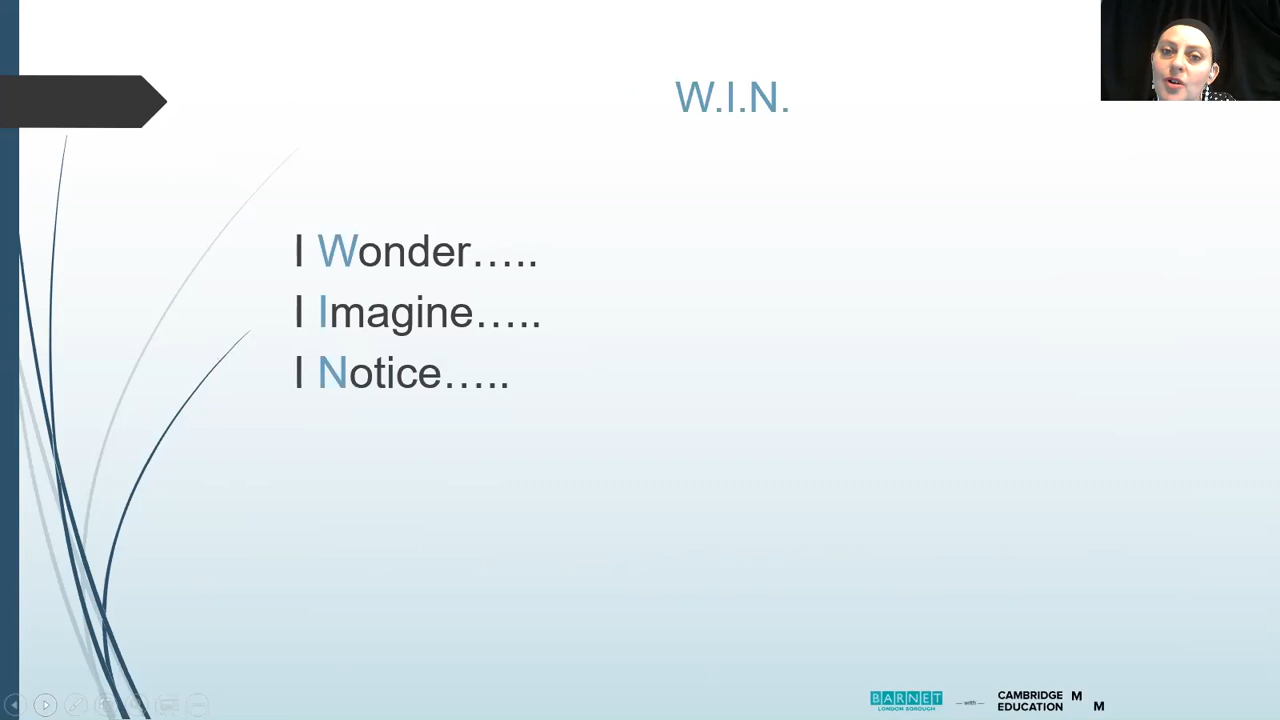 W.I.N.
I Wonder…..
I Imagine…..
I Notice…..
BARNET
LONDON BOROUGH
— with —
CAMBRIDGE
EDUCATION
M
M